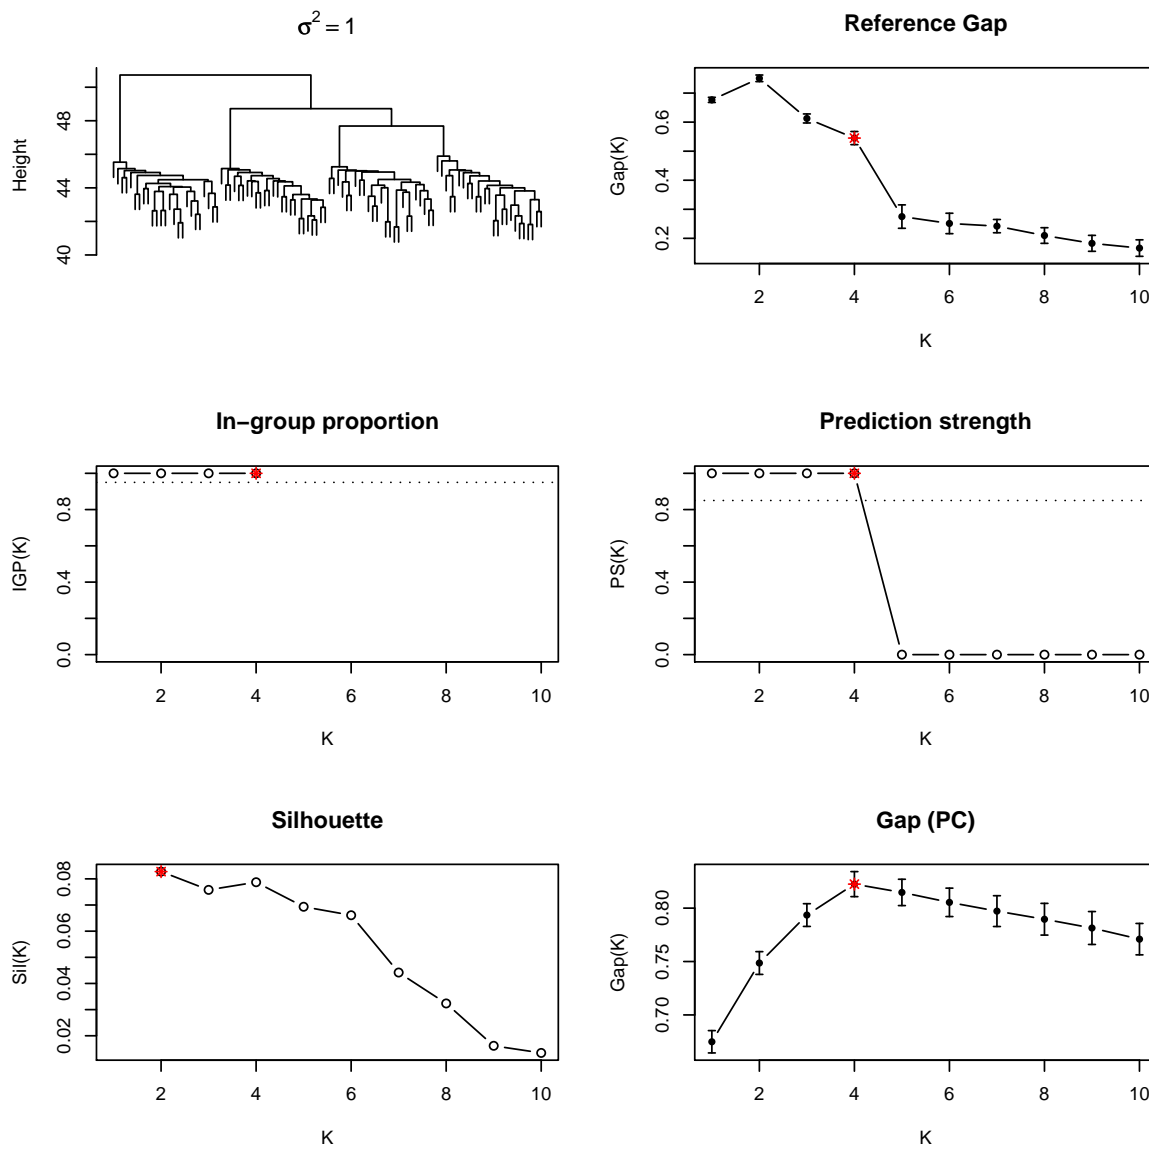 σ² = 1
Height
40
44
48
Reference Gap
Gap(K)
0.2
0.4
0.6
2
4
6
8
10
K
In−group proportion
IGP(K)
0.0
0.4
0.8
2
4
6
8
10
K
Prediction strength
PS(K)
0.0
0.4
0.8
2
4
6
8
10
K
Silhouette
Sil(K)
0.02
0.04
0.06
0.08
2
4
6
8
10
K
Gap (PC)
Gap(K)
0.70
0.75
0.80
2
4
6
8
10
K